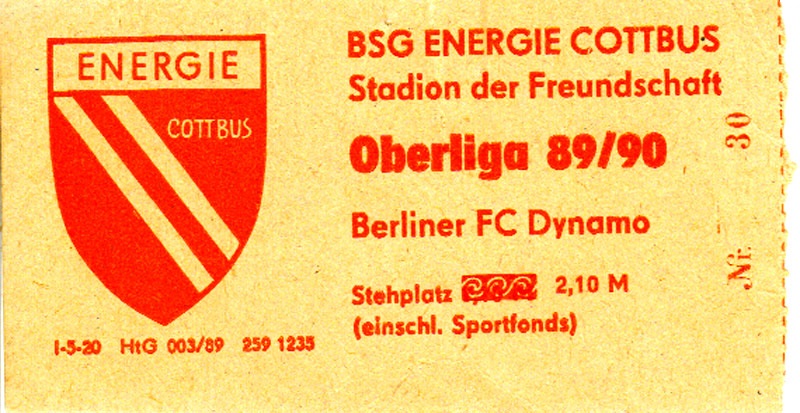 ENERGIE
COTTBUS
BSG ENERGIE COTTBUS
Stadion der Freundschaft
Oberliga 89/90
Berliner FC Dynamo
Stehplatz 2,10 M
(einschl. Sportfonds)
I-5-20 HtG 003/89 259 1235
Nr. 30